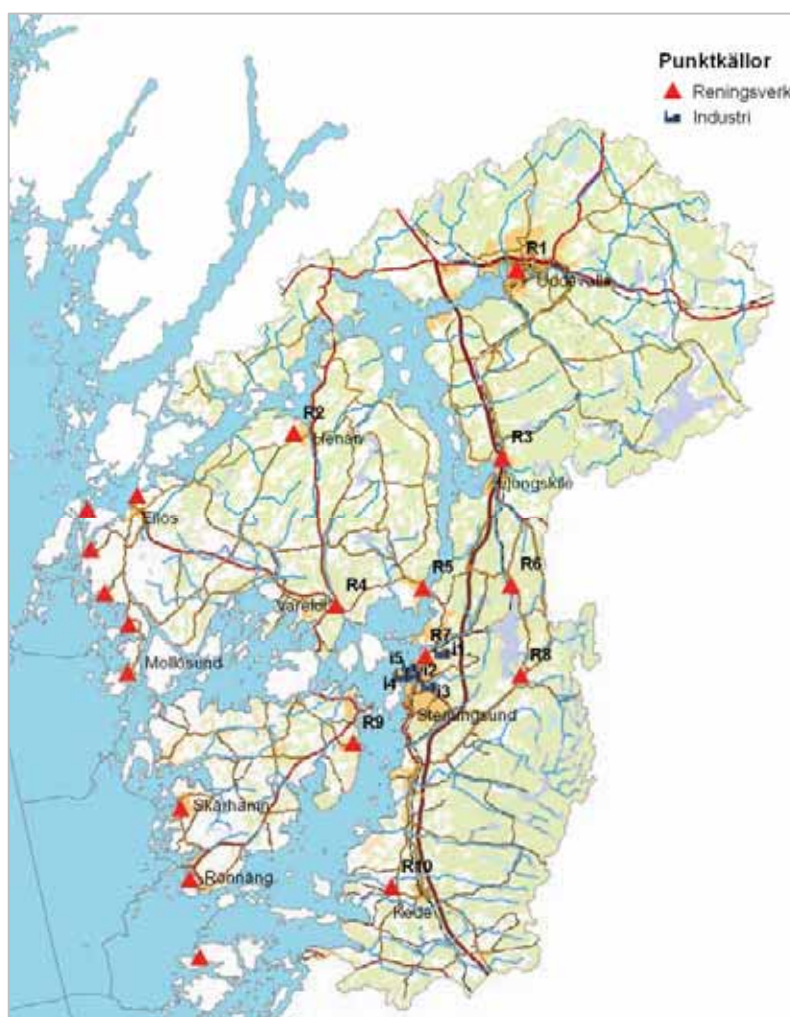 Punktkällor
Reningsverk
Industri
R1
Uddevalla
R2
Henån
R3
Ljungskile
Ellös
R5
R6
R4
Varekil
R7
i1
i5
i2
R8
i4
i3
Mollösund
Stenungsund
R9
Skärhamn
Rönnäng
R10
Kode